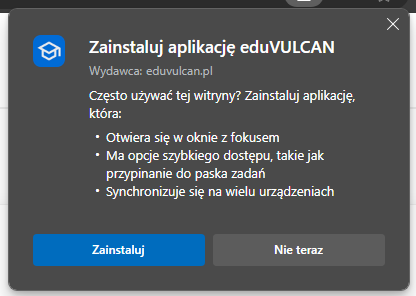 Zainstaluj aplikację eduVULCAN
Wydawca: eduvulcan.pl
Często używać tej witryny? Zainstaluj aplikację,
która:
• Otwiera się w oknie z fokusem
• Ma opcje szybkiego dostępu, takie jak
przypinanie do paska zadań
• Synchronizuje się na wielu urządzeniach
Zainstaluj
Nie teraz